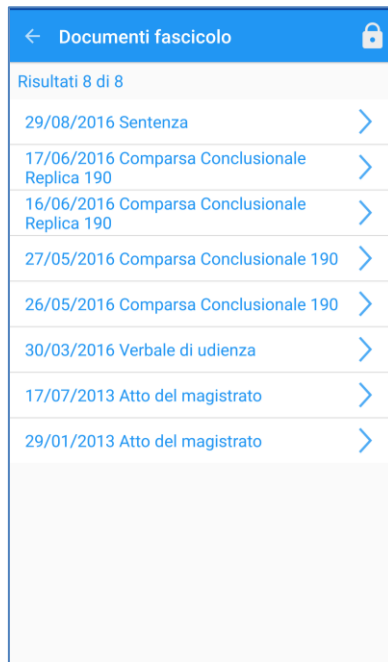 Documenti fascicolo
Risultati 8 di 8
29/08/2016 Sentenza
17/06/2016 Comparsa Conclusionale
Replica 190
16/06/2016 Comparsa Conclusionale
Replica 190
27/05/2016 Comparsa Conclusionale 190
26/05/2016 Comparsa Conclusionale 190
30/03/2016 Verbale di udienza
17/07/2013 Atto del magistrato
29/01/2013 Atto del magistrato